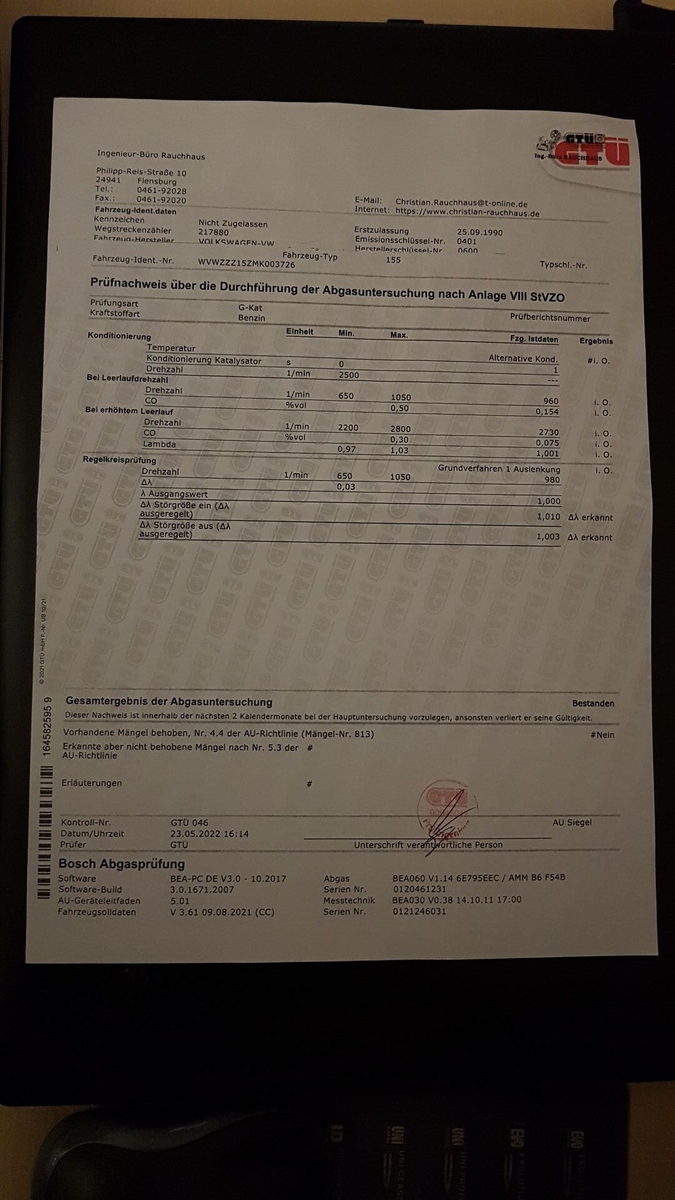 GTÜ
Ing.-Büro RAUCHHAUS
Ingenieur-Büro Rauchhaus
Philipp-Reis-Straße 10
24941 Flensburg
Tel.: 0461-92028
Fax.: 0461-92020
E-Mail: Christian.Rauchhaus@t-online.de
Internet: https://www.christian-rauchhaus.de
Fahrzeug-Ident.daten
Kennzeichen Nicht Zugelassen Erstzulassung 25.09.1990
Wegstreckenzähler 217880 Emissionsschlüssel-Nr. 0401
Fahrzeug-Hersteller VOLKSWAGEN-VW Herstellerschlüssel-Nr 0600
Fahrzeug-Ident.-Nr. WVWZZZ15ZMK003726 Fahrzeug-Typ 155 Typschl.-Nr.
Prüfnachweis über die Durchführung der Abgasuntersuchung nach Anlage VIII StVZO
Prüfungsart G-Kat Prüfberichtsnummer
Kraftstoffart Benzin
Einheit Min. Max. Fzg. Istdaten Ergebnis
Konditionierung
Temperatur Alternative Kond. #i. O.
Konditionierung Katalysator s 0 1
Drehzahl 1/min 2500 ---
Bei Leerlaufdrehzahl
Drehzahl 1/min 650 1050 960 i. O.
CO %vol 0,50 0,154 i. O.
Bei erhöhtem Leerlauf
Drehzahl 1/min 2200 2800 2730 i. O.
CO %vol 0,30 0,075 i. O.
Lambda 0,97 1,03 1,001 i. O.
Regelkreisprüfung Grundverfahren 1 Auslenkung i. O.
Drehzahl 1/min 650 1050 980
Δλ 0,03
λ Ausgangswert 1,000
Δλ Störgröße ein (Δλ
ausgeregelt) 1,010 Δλ erkannt
Δλ Störgröße aus (Δλ
ausgeregelt) 1,003 Δλ erkannt
164582595 9
Gesamtergebnis der Abgasuntersuchung Bestanden
Dieser Nachweis ist innerhalb der nächsten 2 Kalendermonate bei der Hauptuntersuchung vorzulegen, ansonsten verliert er seine Gültigkeit.
Vorhandene Mängel behoben, Nr. 4.4 der AU-Richtlinie (Mängel-Nr. 813) #Nein
Erkannte aber nicht behobene Mängel nach Nr. 5.3 der #
AU-Richtlinie
Erläuterungen #
Kontroll-Nr. GTÜ 046 AU Siegel
Datum/Uhrzeit 23.05.2022 16:14
Prüfer GTÜ Unterschrift verantwortliche Person
Bosch Abgasprüfung
Software BEA-PC DE V3.0 - 10.2017 Abgas BEA060 V1.14 6E795EEC / AMM B6 F54B
Software-Build 3.0.1671.2007 Serien Nr. 0120461231
AU-Geräteleitfaden 5.01 Messtechnik BEA030 V0.38 14.10.11 17:00
Fahrzeugsolldaten V 3.61 09.08.2021 (CC) Serien Nr. 0121246031